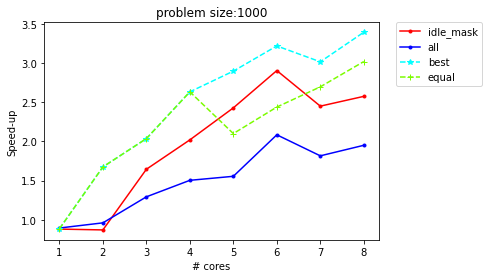 problem size:1000
Speed-up
3.5
3.0
2.5
2.0
1.5
1.0
1 2 3 4 5 6 7 8
# cores
idle_mask
all
best
equal